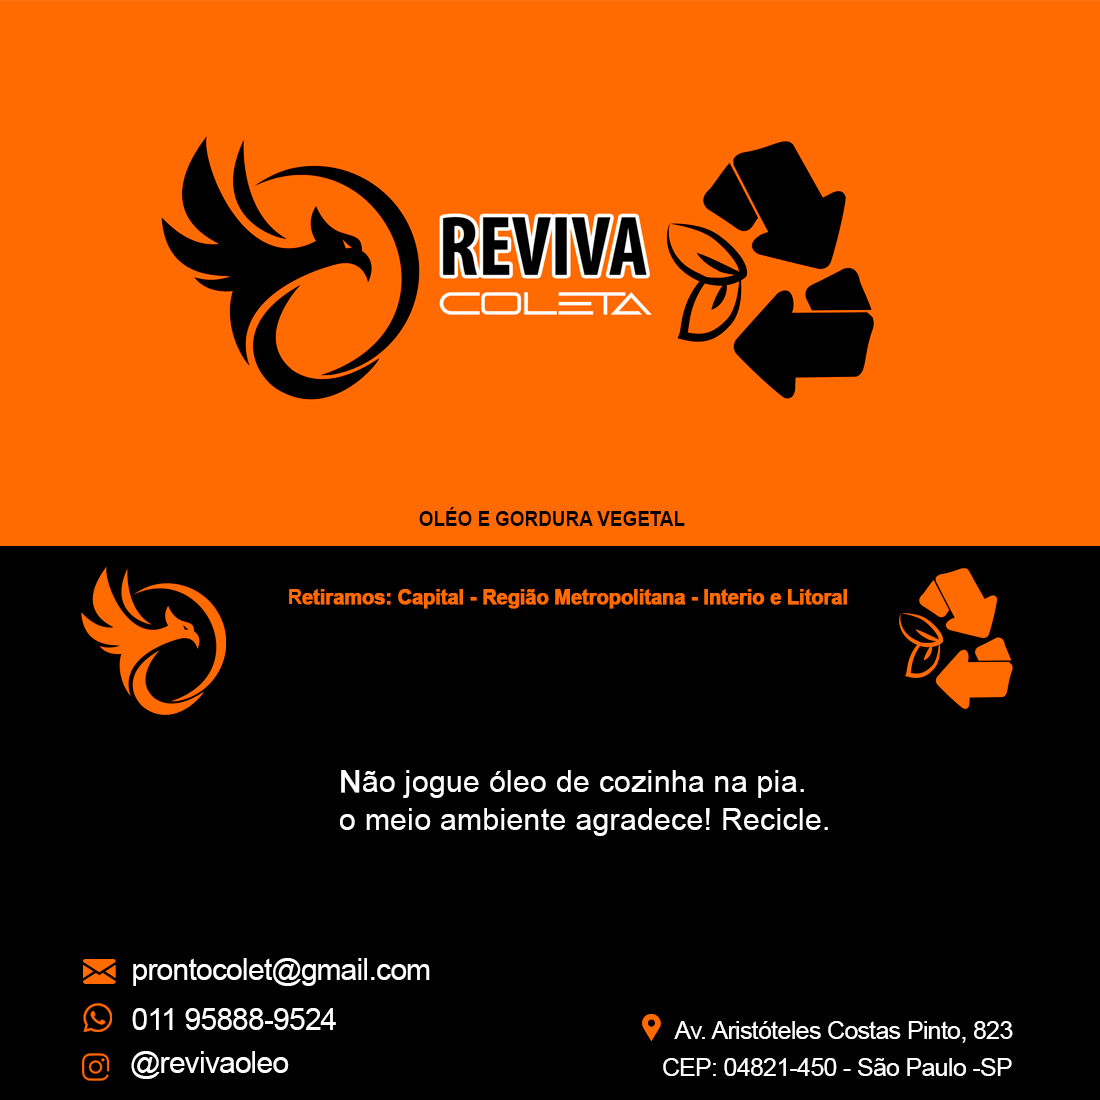 REVIVA
COLETA
OLÉO E GORDURA VEGETAL
Retiramos: Capital - Região Metropolitana - Interio e Litoral
Não jogue óleo de cozinha na pia.
o meio ambiente agradece! Recicle.
prontocolet@gmail.com
011 95888-9524
@revivaoleo
Av. Aristóteles Costas Pinto, 823
CEP: 04821-450 - São Paulo -SP